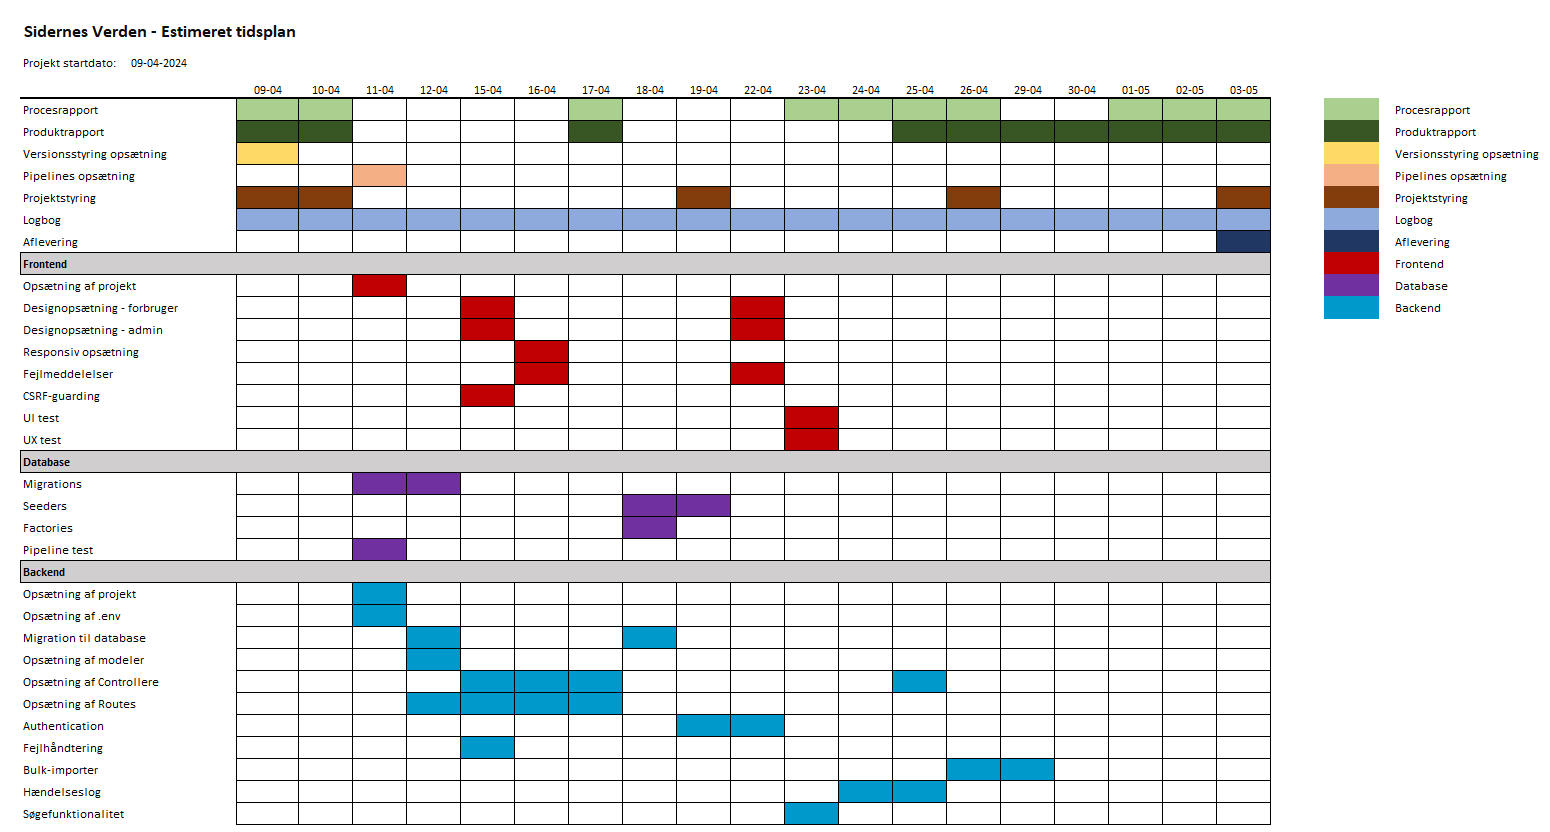 Sidernes Verden - Estimeret tidsplan
Projekt startdato: 09-04-2024
09-04 10-04 11-04 12-04 15-04 16-04 17-04 18-04 19-04 22-04 23-04 24-04 25-04 26-04 29-04 30-04 01-05 02-05 03-05
Procesrapport
Produktrapport
Versionsstyring opsætning
Pipelines opsætning
Projektstyring
Logbog
Aflevering
Frontend
Opsætning af projekt
Designopsætning - forbruger
Designopsætning - admin
Responsiv opsætning
Fejlmeddelelser
CSRF-guarding
UI test
UX test
Database
Migrations
Seeders
Factories
Pipeline test
Backend
Opsætning af projekt
Opsætning af .env
Migration til database
Opsætning af modeler
Opsætning af Controllere
Opsætning af Routes
Authentication
Fejlhåndtering
Bulk-importer
Hændelseslog
Søgefunktionalitet
Procesrapport
Produktrapport
Versionsstyring opsætning
Pipelines opsætning
Projektstyring
Logbog
Aflevering
Frontend
Database
Backend